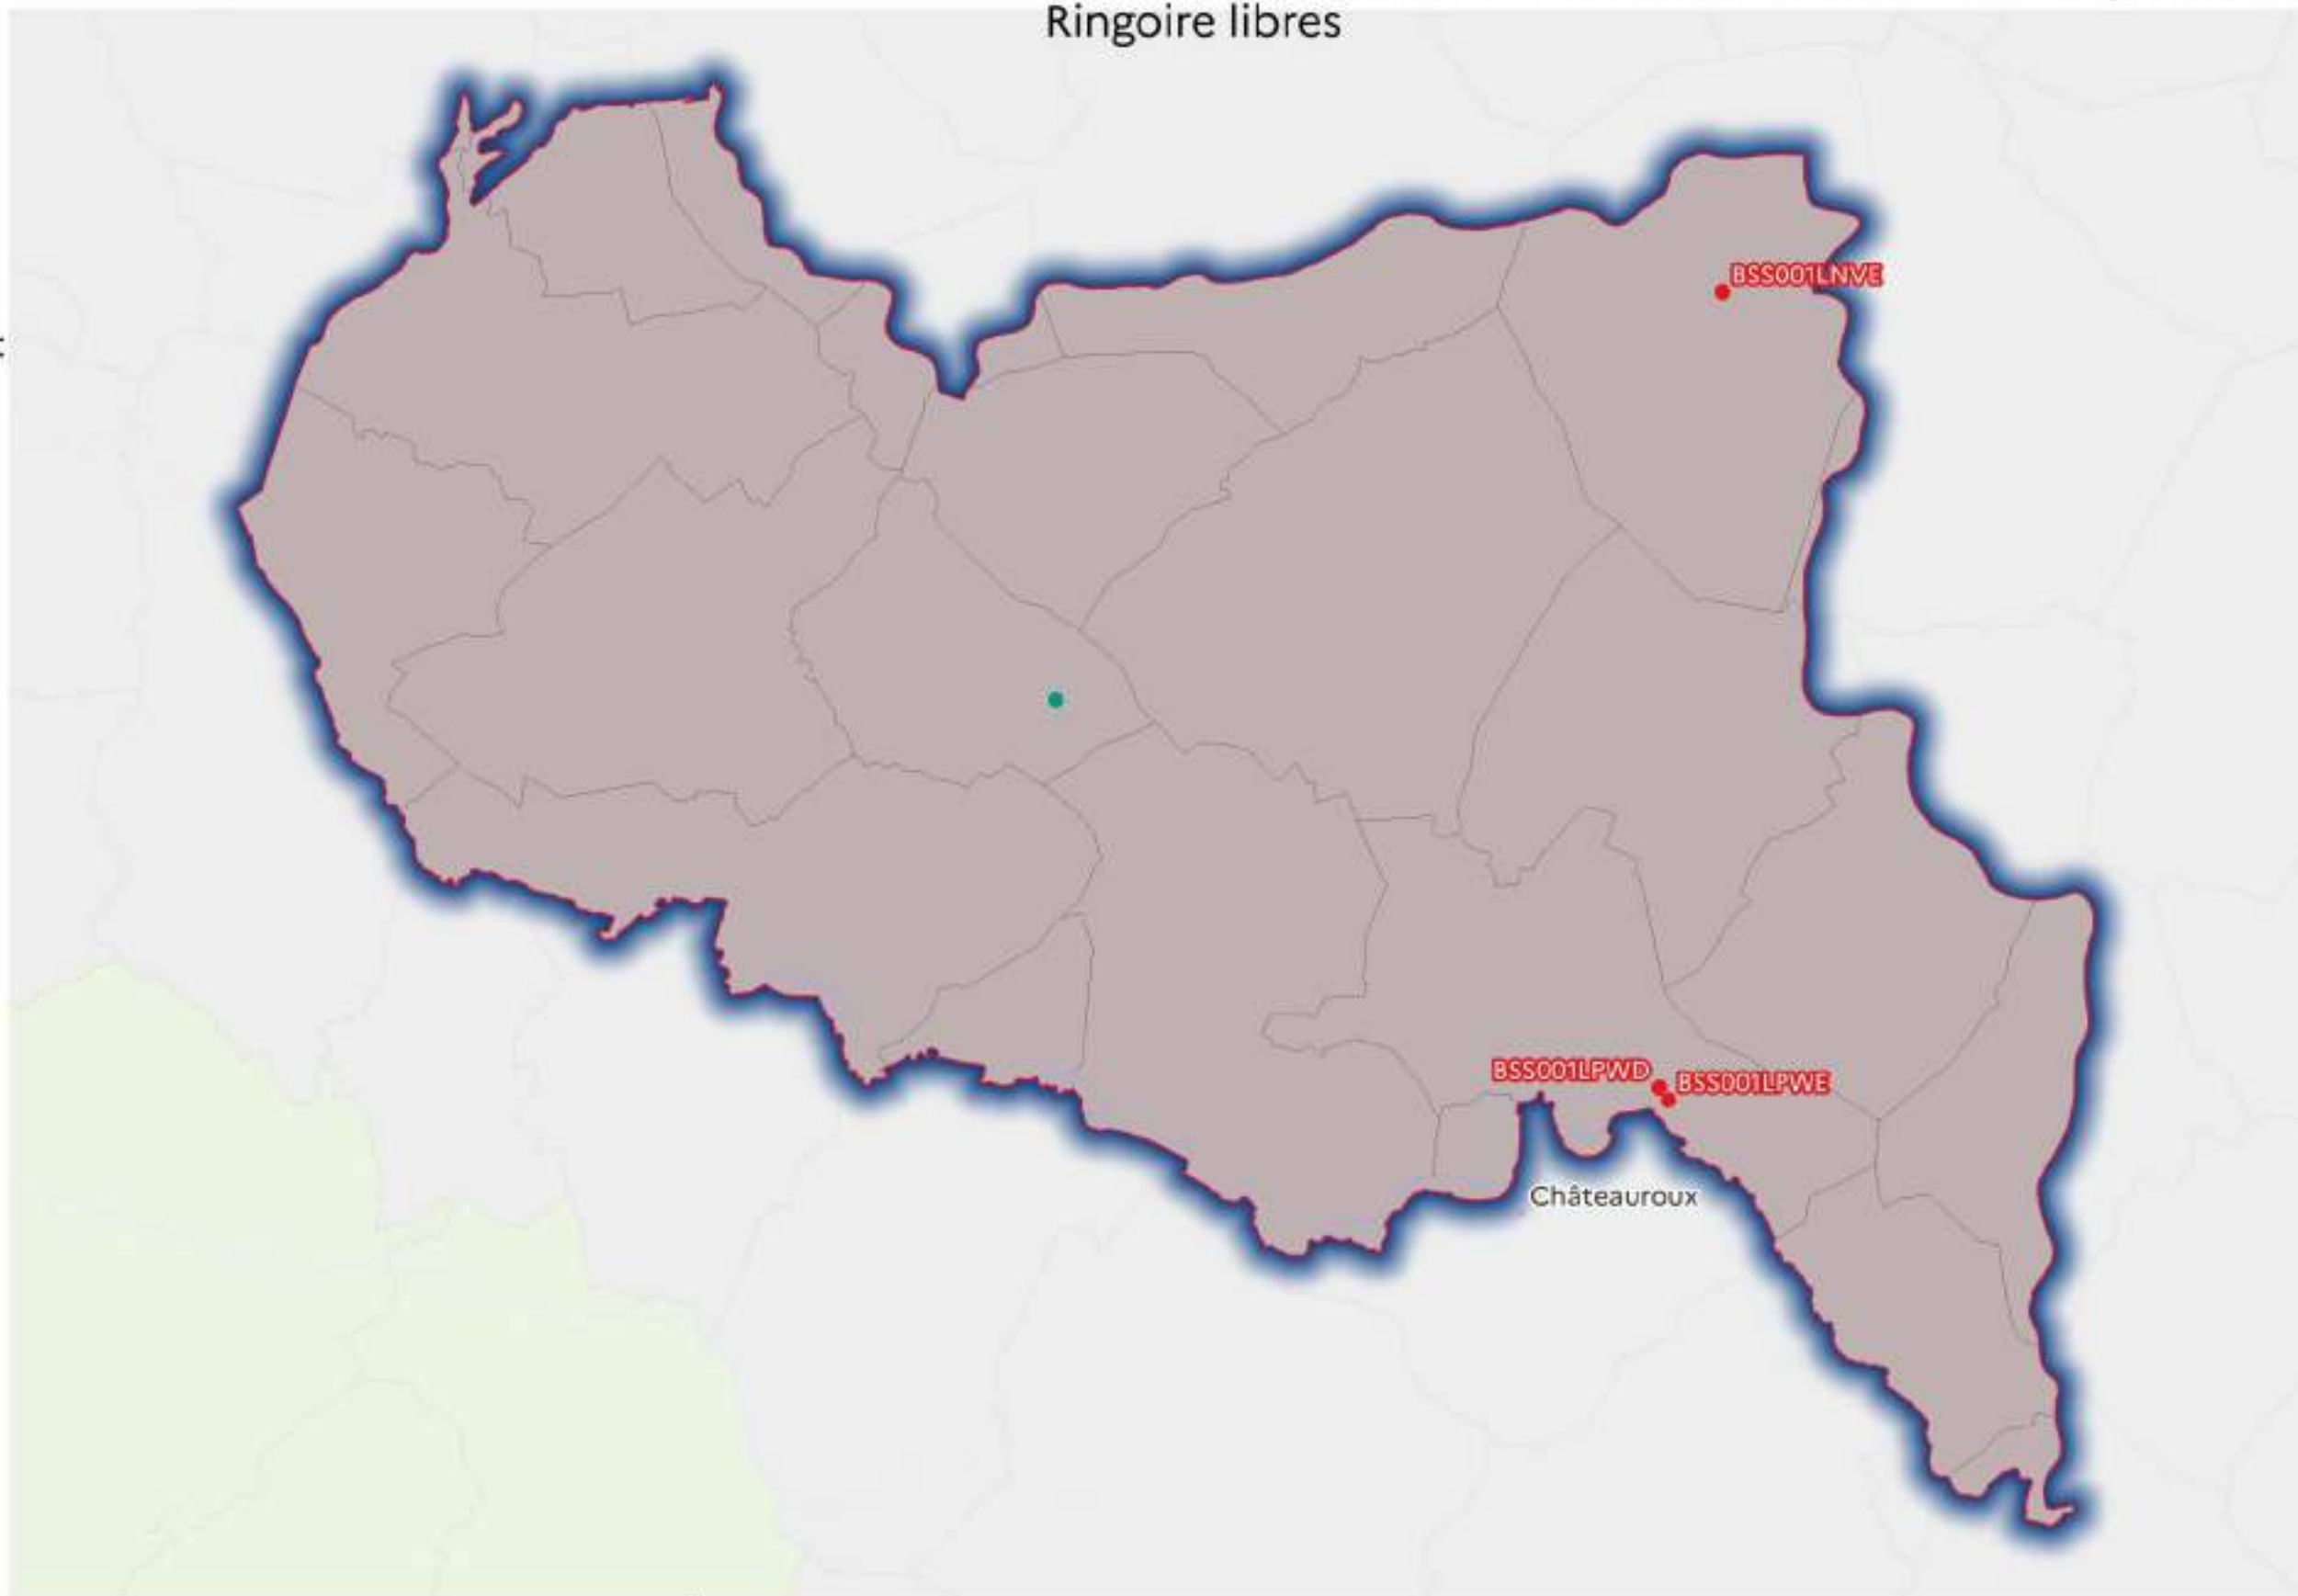 Ringoire libres
BSS001LNVE
BSS001LPWD
BSS001LPWE
Châteauroux